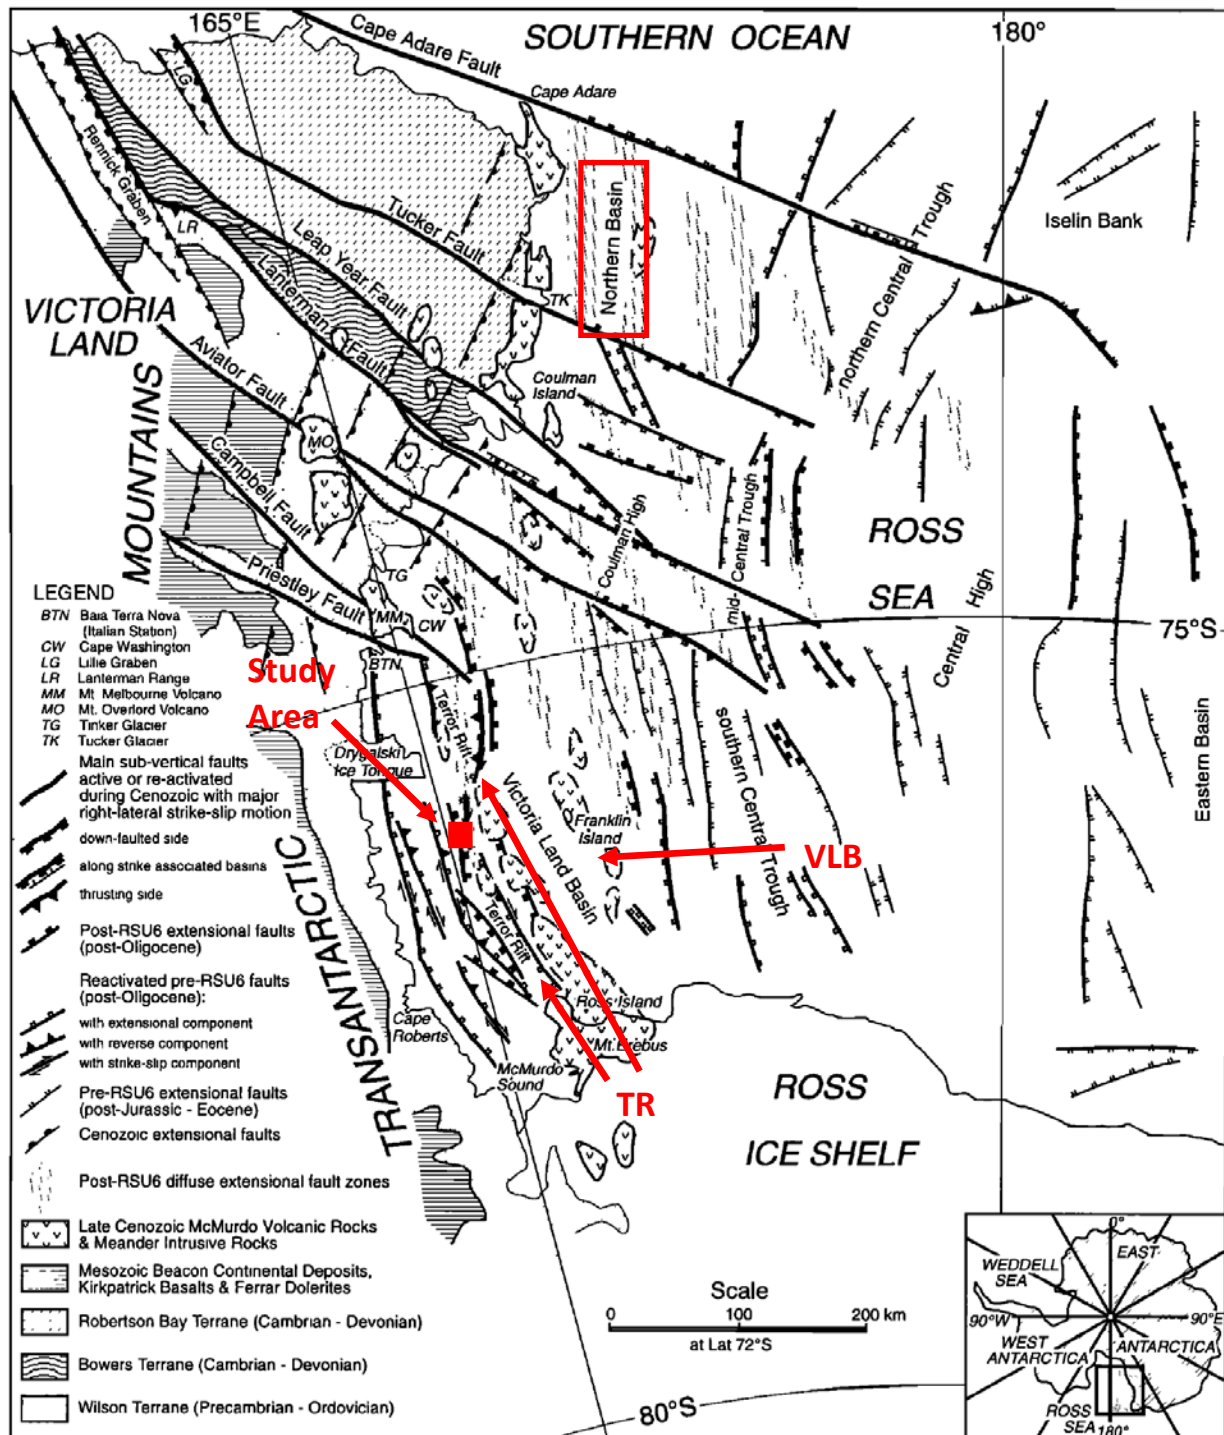 165°E
SOUTHERN OCEAN
180°
Cape Adare Fault
Cape Adare
LG
Rennick Graben
LR
Tucker Fault
Leap Year Fault
Lanterman Fault
TK
Northern Basin
northern Central Trough
Iselin Bank
VICTORIA
LAND
Aviator Fault
Coulman
Island
MO
Campbell Fault
MOUNTAINS
Coulman High
mid-Central Trough
ROSS
SEA
Central High
75°S
Priestley Fault
TG
MM
CW
BTN
Study
Area
Terror Rift
Drygalski
Ice Tongue
Victoria Land Basin
Franklin
Island
southern Central Trough
Eastern Basin
VLB
Terror Rift
Ross Island
Mt. Erebus
Cape
Roberts
McMurdo
Sound
TR
TRANSANTARCTIC
ROSS
ICE SHELF
LEGEND
BTN Baia Terra Nova
(Italian Station)
CW Cape Washington
LG Lillie Graben
LR Lanterman Range
MM Mt. Melbourne Volcano
MO Mt. Overlord Volcano
TG Tinker Glacier
TK Tucker Glacier
Main sub-vertical faults
active or re-activated
during Cenozoic with major
right-lateral strike-slip motion
down-faulted side
along strike associated basins
thrusting side
Post-RSU6 extensional faults
(post-Oligocene)
Reactivated pre-RSU6 faults
(post-Oligocene):
with extensional component
with reverse component
with strike-slip component
Pre-RSU6 extensional faults
(post-Jurassic - Eocene)
Cenozoic extensional faults
Post-RSU6 diffuse extensional fault zones
Late Cenozoic McMurdo Volcanic Rocks
& Meander Intrusive Rocks
Mesozoic Beacon Continental Deposits,
Kirkpatrick Basalts & Ferrar Dolerites
Robertson Bay Terrane (Cambrian - Devonian)
Bowers Terrane (Cambrian - Devonian)
Wilson Terrane (Precambrian - Ordovician)
Scale
0 100 200 km
at Lat 72°S
80°S
0°
WEDDELL
SEA
EAST
90°W
90°E
WEST
ANTARCTICA
ANTARCTICA
ROSS
SEA
180°